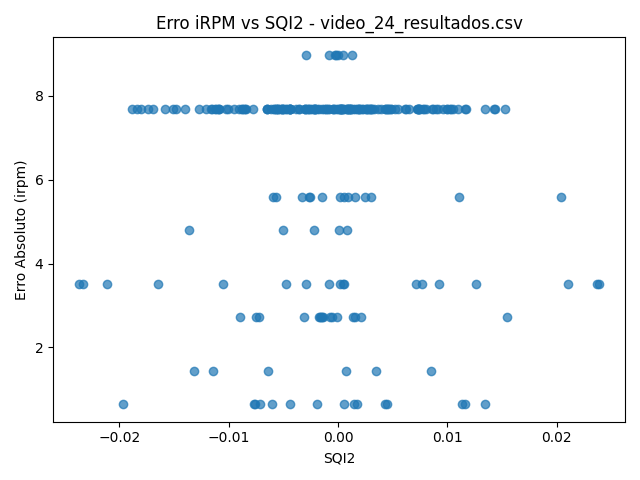 Erro iRPM vs SQI2 - video_24_resultados.csv
Erro Absoluto (irpm)
8
6
4
2
−0.02 −0.01 0.00 0.01 0.02
SQI2